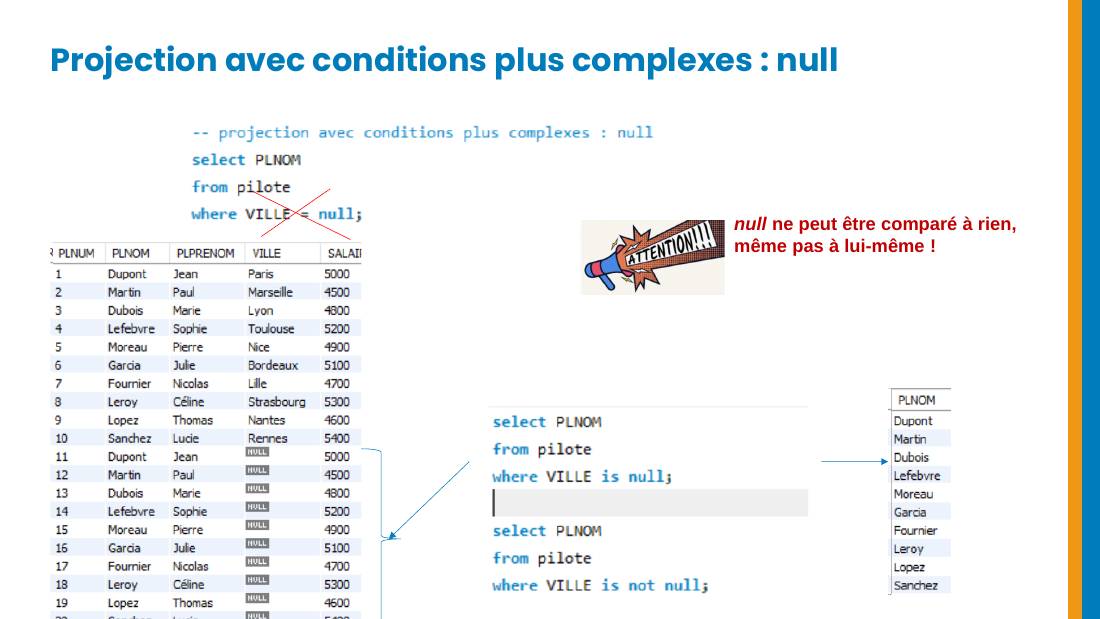 Projection avec conditions plus complexes : null
-- projection avec conditions plus complexes : null
select PLNOM
from pilote
where VILLE = null;
ATTENTION!!!
null ne peut être comparé à rien,
même pas à lui-même !
PLNUM PLNOM PLPRENOM VILLE SALAI
1 Dupont Jean Paris 5000
2 Martin Paul Marseille 4500
3 Dubois Marie Lyon 4800
4 Lefebvre Sophie Toulouse 5200
5 Moreau Pierre Nice 4900
6 Garcia Julie Bordeaux 5100
7 Fournier Nicolas Lille 4700
8 Leroy Céline Strasbourg 5300
9 Lopez Thomas Nantes 4600
10 Sanchez Lucie Rennes 5400
11 Dupont Jean NULL 5000
12 Martin Paul NULL 4500
13 Dubois Marie NULL 4800
14 Lefebvre Sophie NULL 5200
15 Moreau Pierre NULL 4900
16 Garcia Julie NULL 5100
17 Fournier Nicolas NULL 4700
18 Leroy Céline NULL 5300
19 Lopez Thomas NULL 4600
select PLNOM
from pilote
where VILLE is null;
select PLNOM
from pilote
where VILLE is not null;
PLNOM
Dupont
Martin
Dubois
Lefebvre
Moreau
Garcia
Fournier
Leroy
Lopez
Sanchez